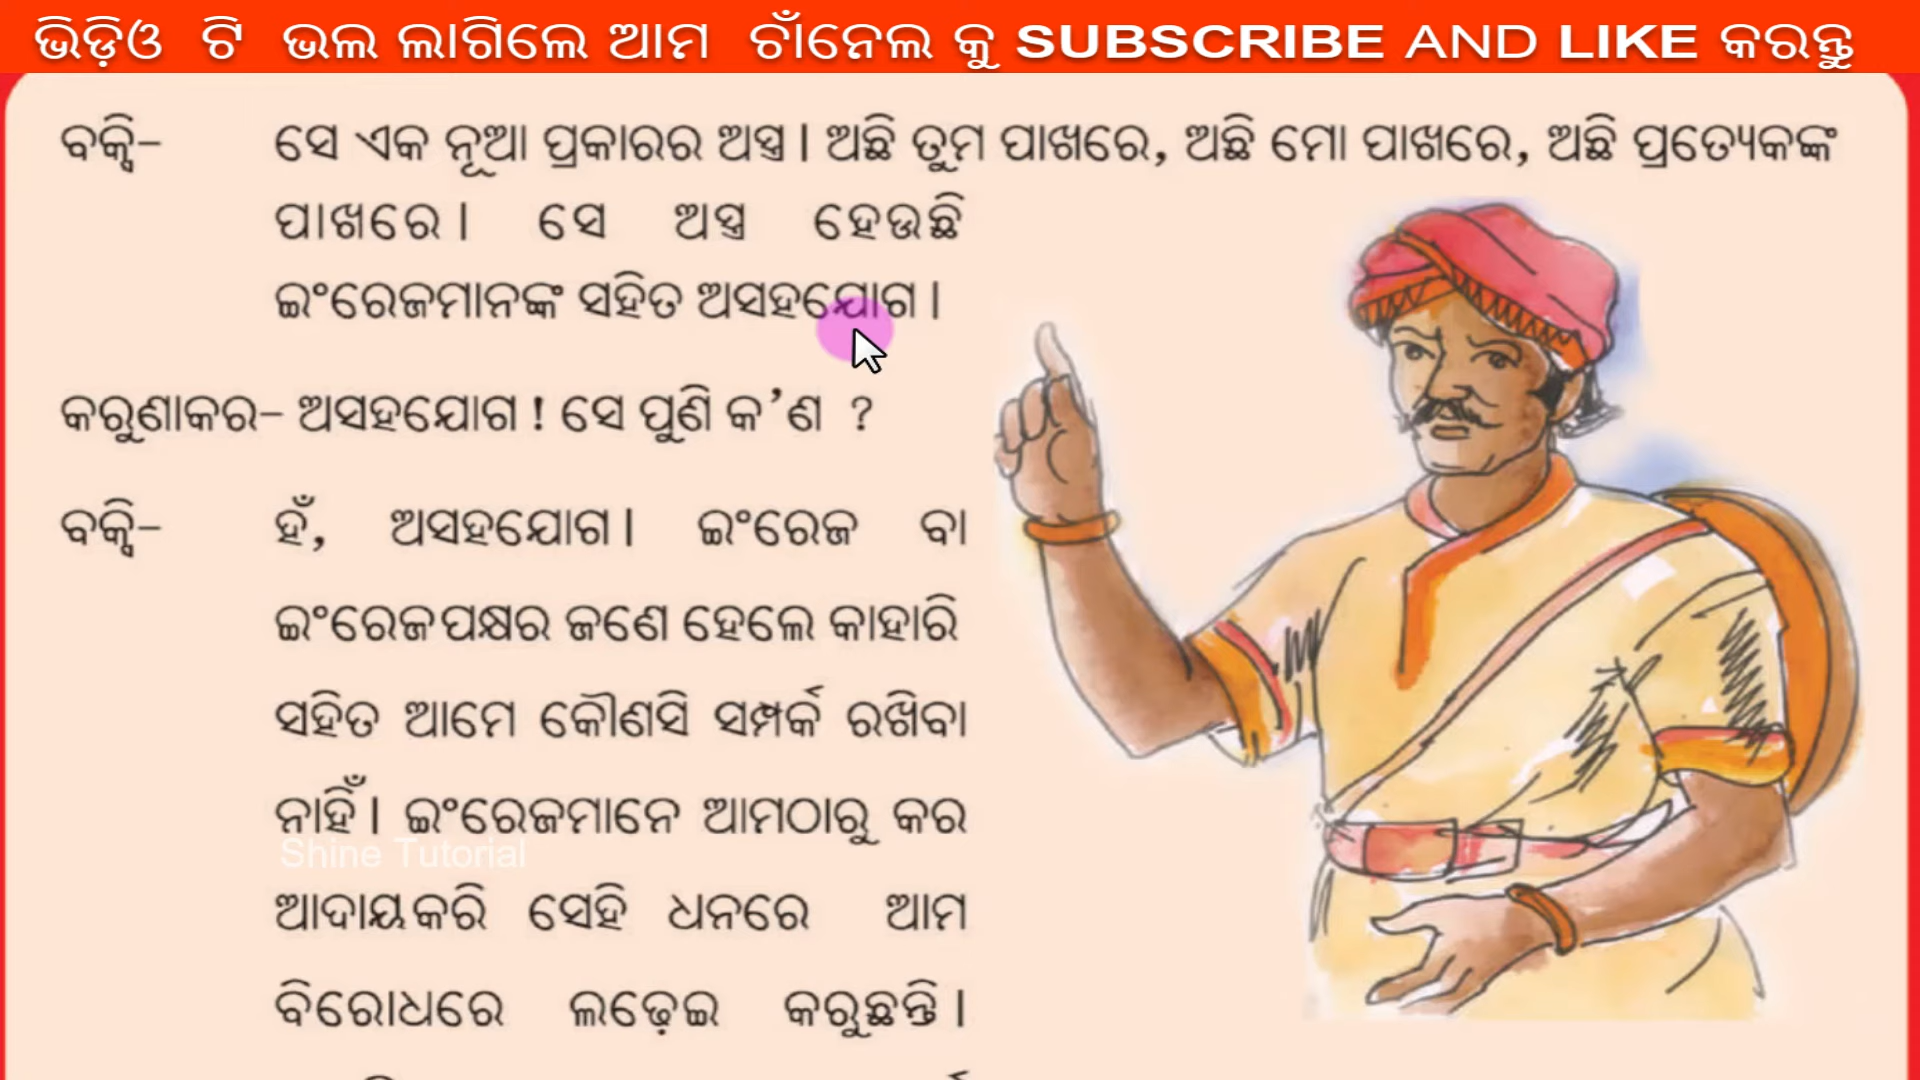 ଭିଡ଼ିଓ ଟି ଭଲ ଲାଗିଲେ ଆମ ଚାଁନେଲ କୁ SUBSCRIBE AND LIKE କରନ୍ତୁ
ବକ୍ସି- ସେ ଏକ ନୂଆ ପ୍ରକାରର ଅସ୍ତ୍ର । ଅଛି ତୁମ ପାଖରେ, ଅଛି ମୋ ପାଖରେ, ଅଛି ପ୍ରତ୍ୟେକଙ୍କ
ପାଖରେ । ସେ ଅସ୍ତ୍ର ହେଉଛି
ଇଂରେଜମାନଙ୍କ ସହିତ ଅସହଯୋଗ ।
କରୁଣାକର- ଅସହଯୋଗ ! ସେ ପୁଣି କ'ଣ ?
ବକ୍ସି- ହଁ, ଅସହଯୋଗ । ଇଂରେଜ ବା
ଇଂରେଜପକ୍ଷର ଜଣେ ହେଲେ କାହାରି
ସହିତ ଆମେ କୌଣସି ସମ୍ପର୍କ ରଖିବା
ନାହିଁ । ଇଂରେଜମାନେ ଆମଠାରୁ କର
Shine Tutorial
ଆଦାୟକରି ସେହି ଧନରେ ଆମ
ବିରୋଧରେ ଲଢ଼େଇ କରୁଛନ୍ତି ।